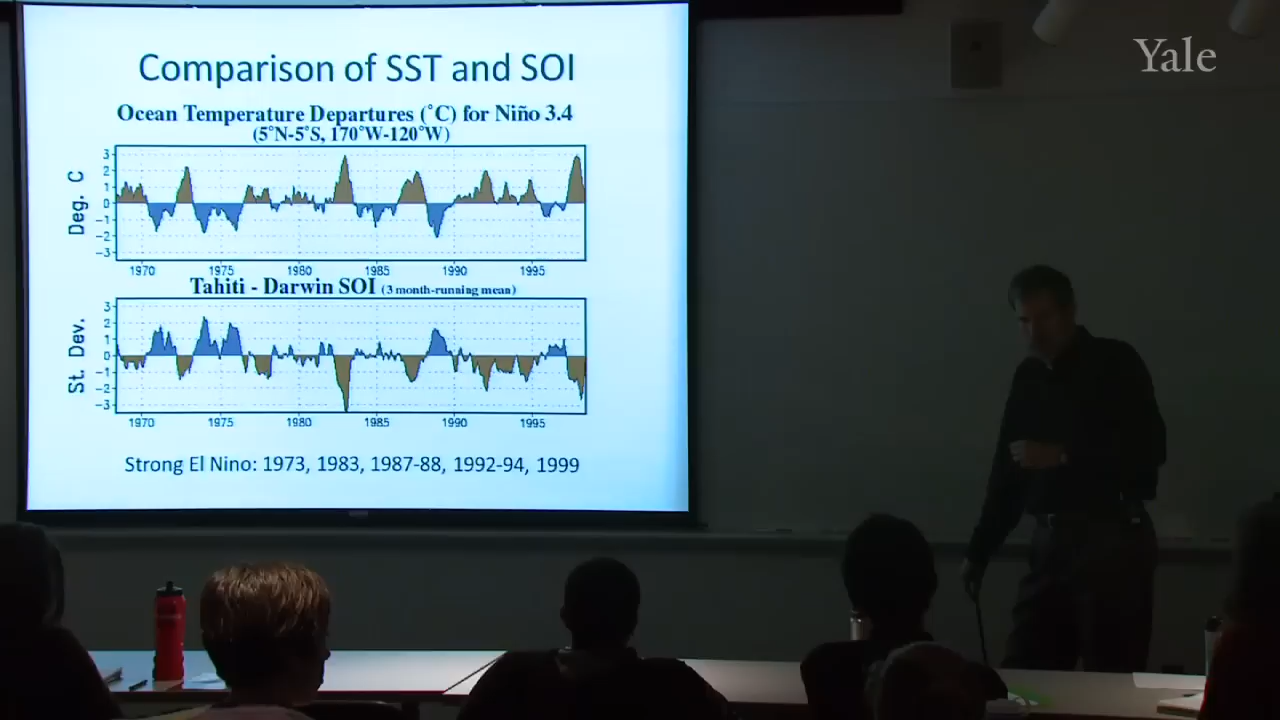 Yale
Comparison of SST and SOI
Ocean Temperature Departures (˚C) for Niño 3.4
(5˚N-5˚S, 170˚W-120˚W)
Deg. C
3
2
1
0
−1
−2
−3
1970 1975 1980 1985 1990 1995
Tahiti - Darwin SOI (3 month-running mean)
St. Dev.
3
2
1
0
−1
−2
−3
1970 1975 1980 1985 1990 1995
Strong El Nino: 1973, 1983, 1987-88, 1992-94, 1999